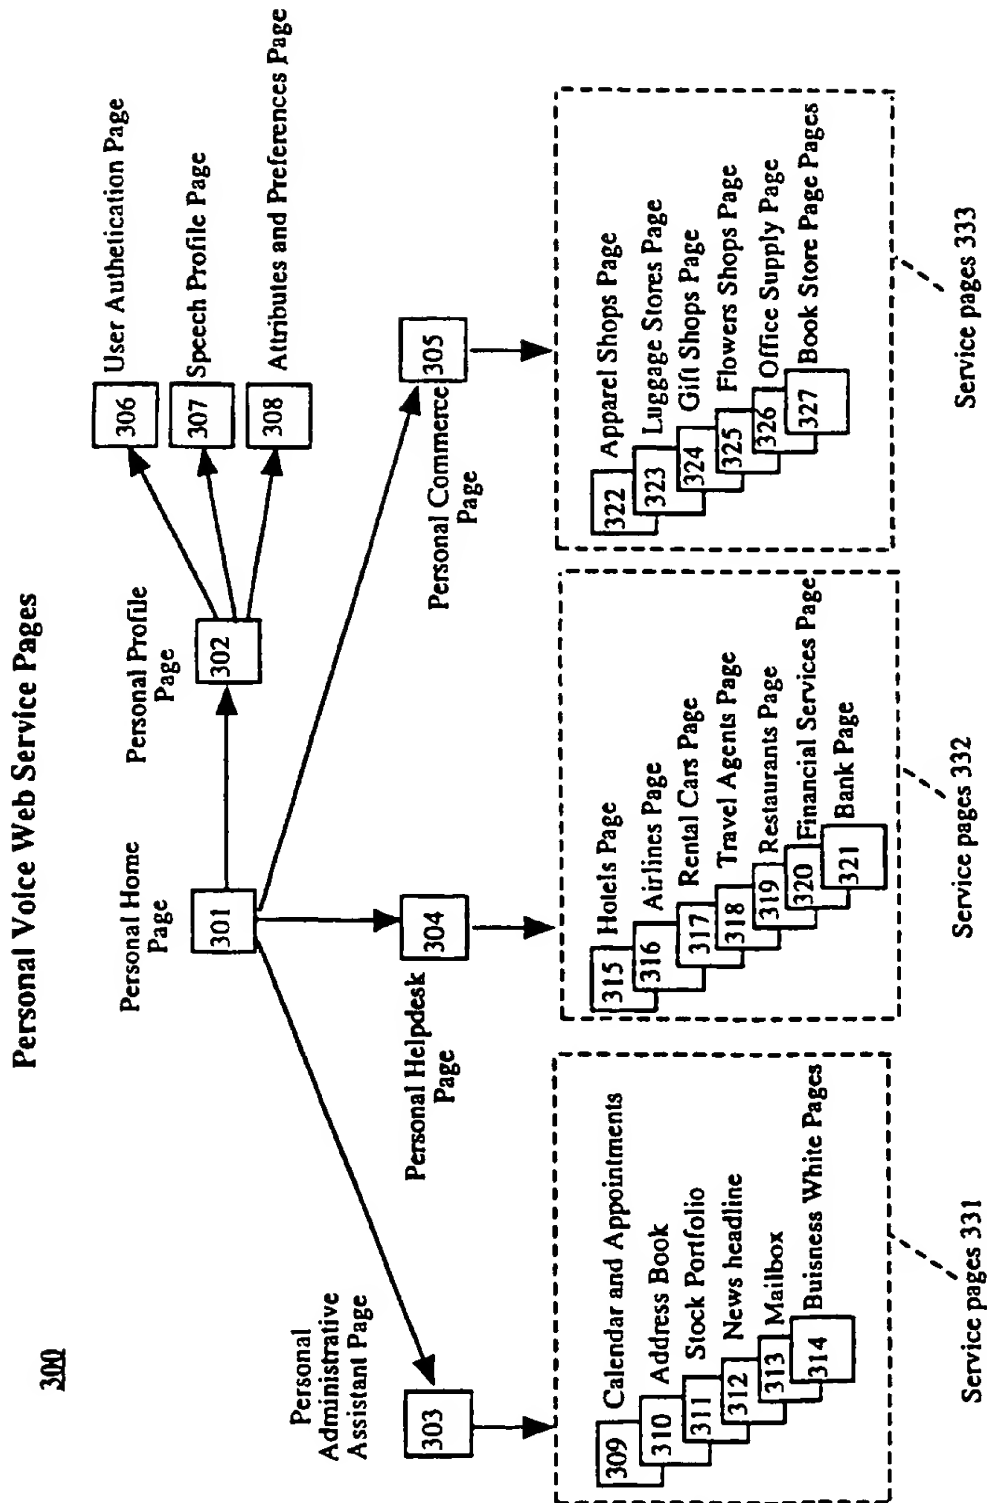 Personal Voice Web Service Pages
300
Personal Home
Page
301
Personal Profile
Page
302
306
User Authetication Page
307
Speech Profile Page
308
Attributes and Preferences Page
Personal
Administrative
Assistant Page
303
Personal Helpdesk
Page
304
Personal Commerce
Page
305
309 Calendar and Appointments
310 Address Book
311 Stock Portfolio
312 News headline
313 Mailbox
314 Buisness White Pages
Service pages 331
315 Hotels Page
316 Airlines Page
317 Rental Cars Page
318 Travel Agents Page
319 Restaurants Page
320 Financial Services Page
321 Bank Page
Service pages 332
322 Apparel Shops Page
323 Luggage Stores Page
324 Gift Shops Page
325 Flowers Shops Page
326 Office Supply Page
327 Book Store Page Pages
Service pages 333